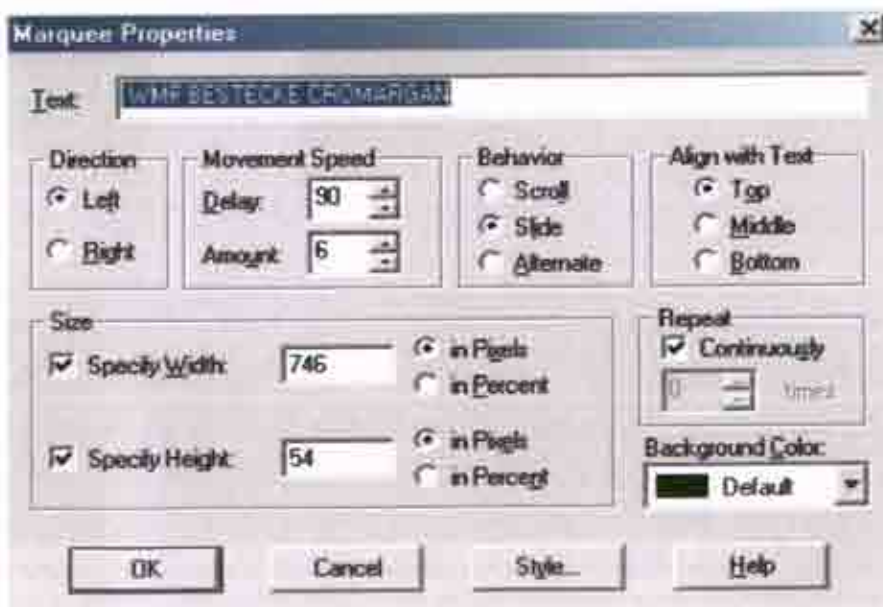 Marquee Properties
Text: WMF BESTECKE CROMARGAN
Direction
Left
Right
Movement Speed
Delay: 90
Amount: 6
Behavior
Scroll
Slide
Alternate
Align with Text
Top
Middle
Bottom
Size
Specify Width: 746
in Pixels
in Percent
Specify Height: 54
in Pixels
in Percent
Repeat
Continuously
0 times
Background Color:
Default
OK Cancel Style... Help